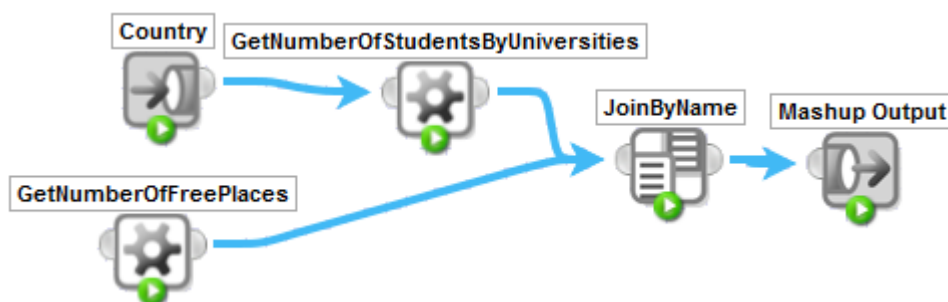 Country
GetNumberOfStudentsByUniversities
JoinByName
Mashup Output
GetNumberOfFreePlaces